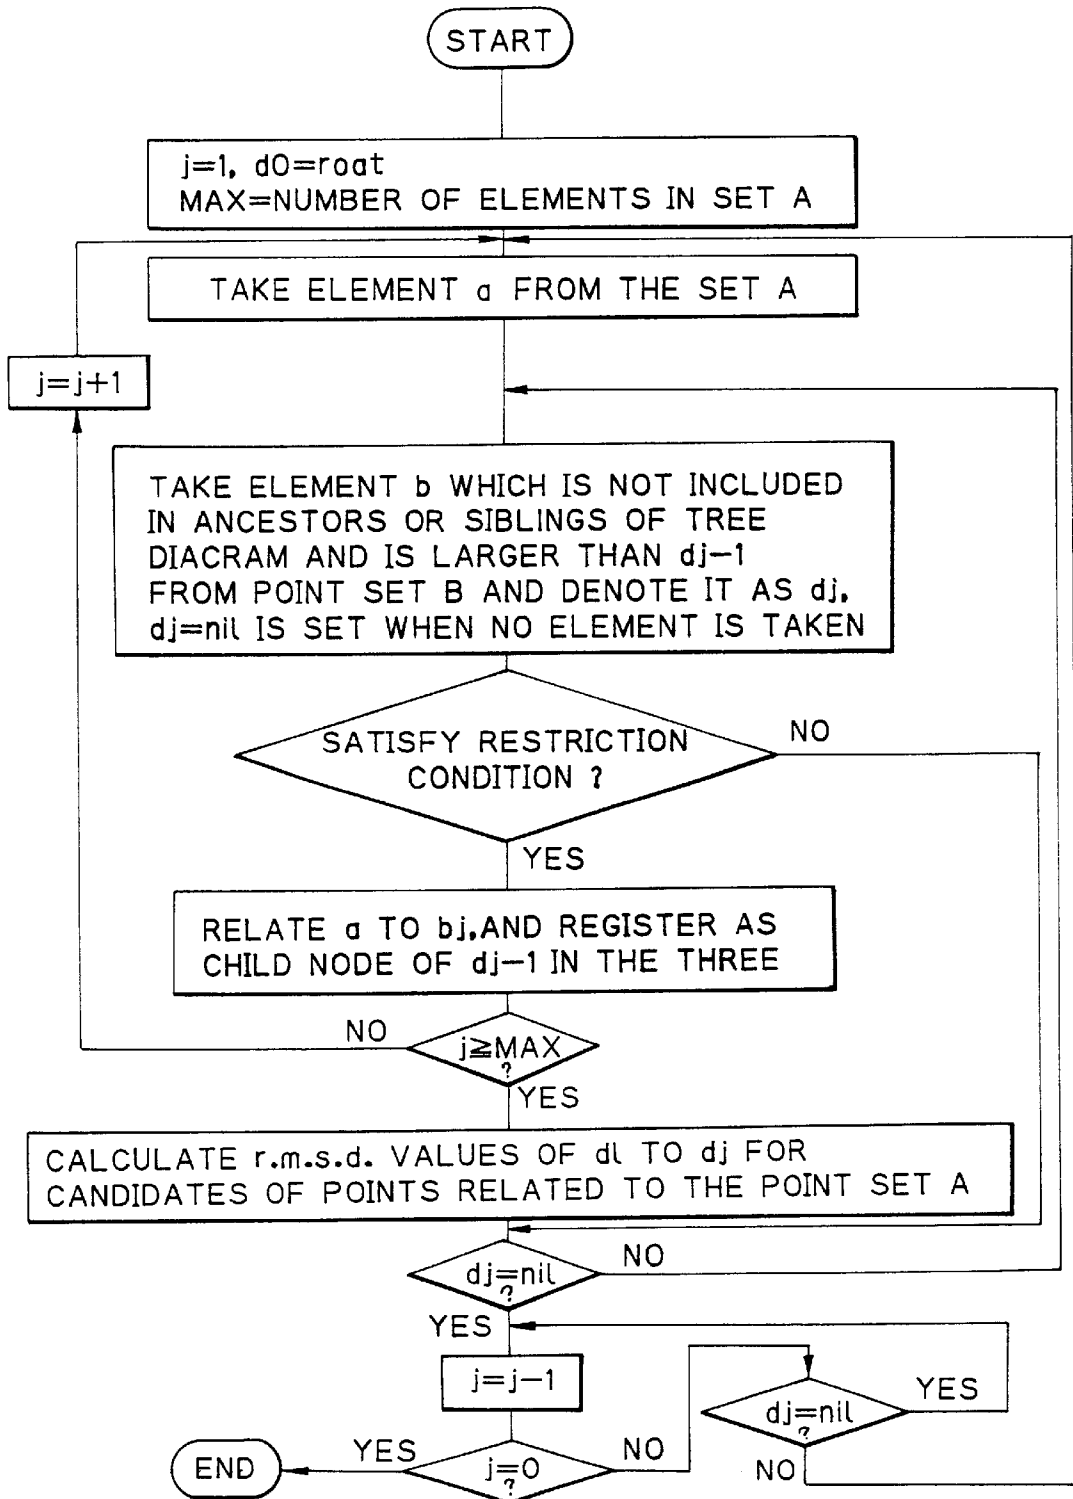 START
j=1, d0=roat
MAX=NUMBER OF ELEMENTS IN SET A
TAKE ELEMENT a FROM THE SET A
j=j+1
TAKE ELEMENT b WHICH IS NOT INCLUDED
IN ANCESTORS OR SIBLINGS OF TREE
DIACRAM AND IS LARGER THAN dj-1
FROM POINT SET B AND DENOTE IT AS dj,
dj=nil IS SET WHEN NO ELEMENT IS TAKEN
SATISFY RESTRICTION
CONDITION ?
NO
YES
RELATE a TO bj,AND REGISTER AS
CHILD NODE OF dj-1 IN THE THREE
NO
j≧MAX
?
YES
CALCULATE r.m.s.d. VALUES OF dl TO dj FOR
CANDIDATES OF POINTS RELATED TO THE POINT SET A
dj=nil
?
NO
YES
j=j-1
dj=nil
?
YES
NO
j=0
?
NO
YES
END